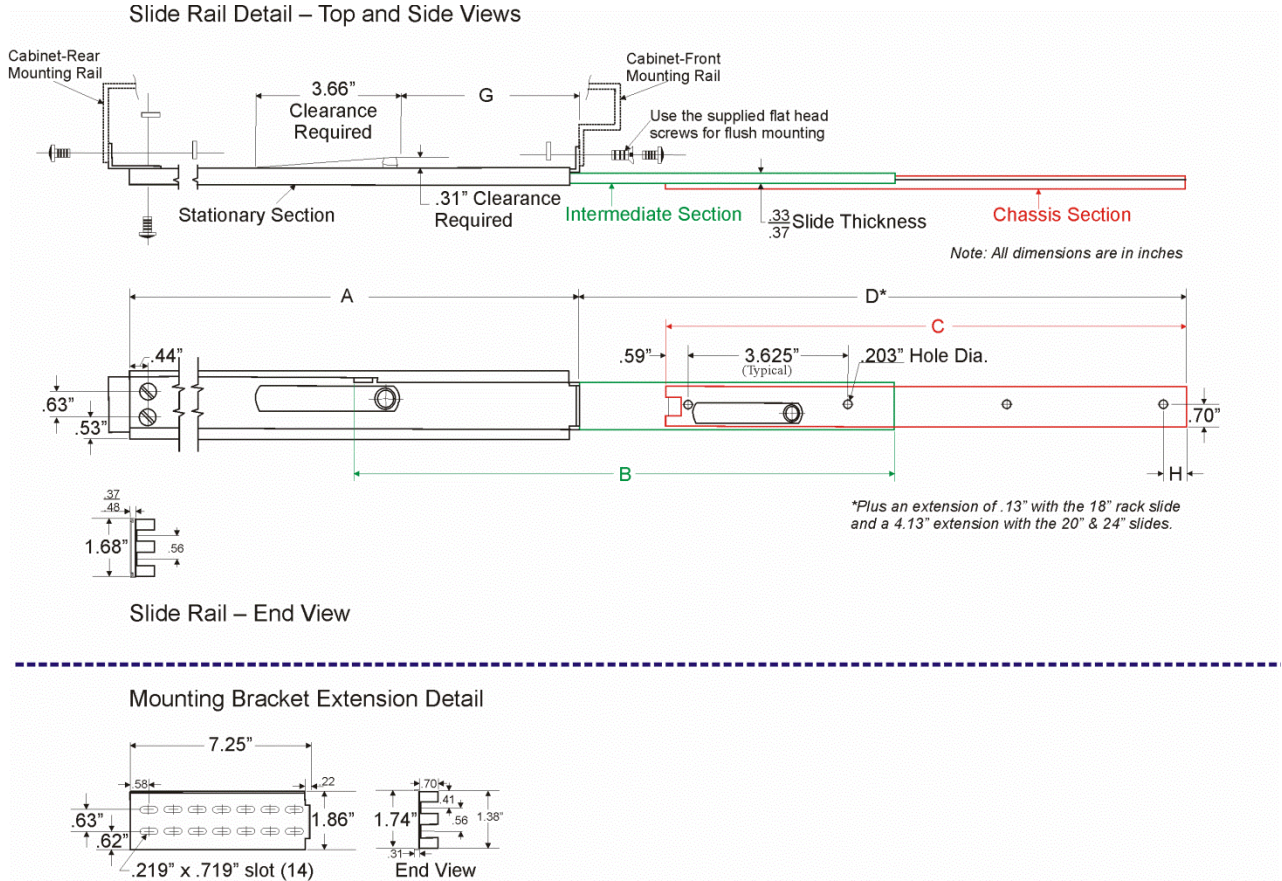 Slide Rail Detail – Top and Side Views
Cabinet-Rear
Mounting Rail
3.66”
Clearance
Required
G
Cabinet-Front
Mounting Rail
Use the supplied flat head
screws for flush mounting
Stationary Section
.31” Clearance
Required
Intermediate Section
.33
.37
Slide Thickness
Chassis Section
Note: All dimensions are in inches
A
D*
C
.44”
.59”
3.625”
(Typical)
.203” Hole Dia.
.63”
.53”
.70”
B
H
*Plus an extension of .13” with the 18” rack slide
and a 4.13” extension with the 20” & 24” slides.
.37
.48
1.68”
.56
Slide Rail – End View
Mounting Bracket Extension Detail
7.25”
.58
.22
.63”
.62”
1.86”
.219” x .719” slot (14)
.70
.41
1.74”
.56
1.38”
.31
End View